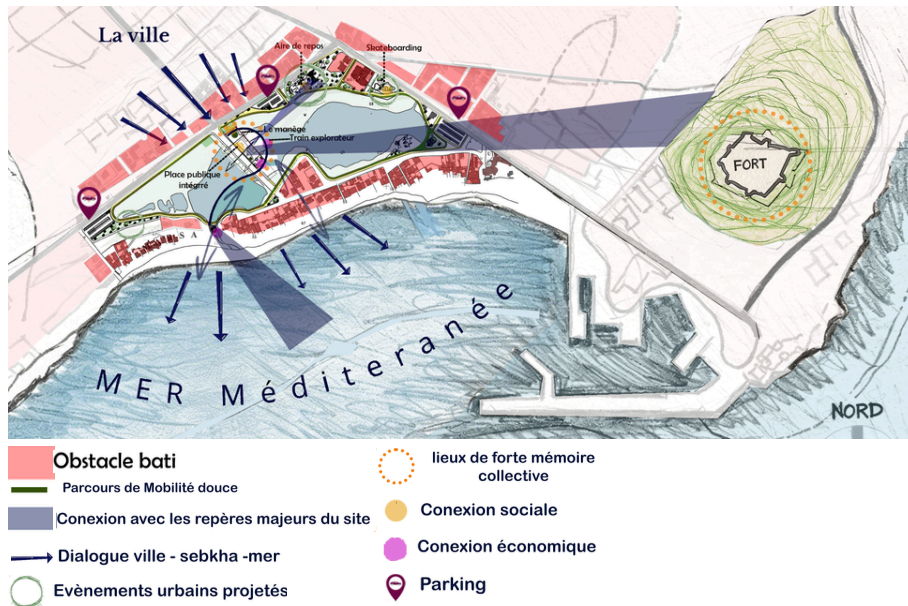 La ville
Aire de repos
Skateboarding
Le manège
Train explorateur
Place publique
intégrré
FORT
S A
MER Méditeranée
NORD
Obstacle bati
Parcours de Mobilité douce
Conexion avec les repères majeurs du site
Dialogue ville - sebkha -mer
Evènements urbains projetés
lieux de forte mémoire
collective
Conexion sociale
Conexion économique
Parking